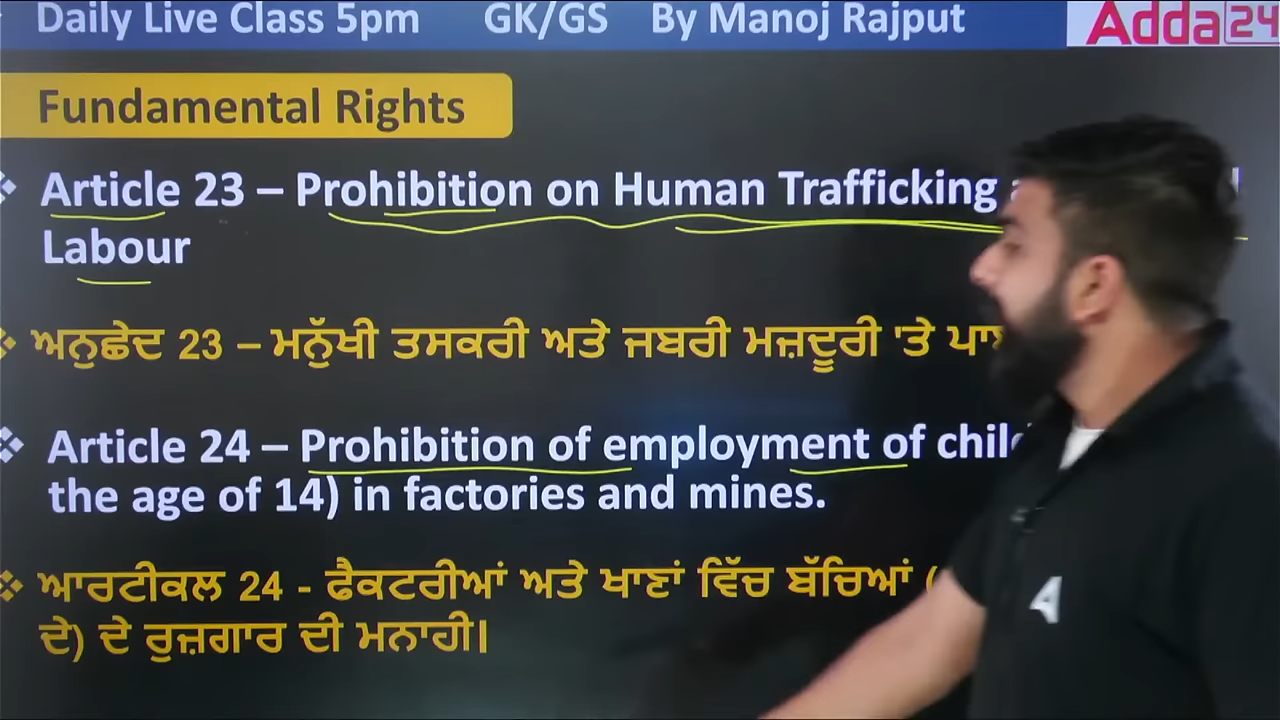 Daily Live Class 5pm GK/GS By Manoj Rajput
Adda24
Fundamental Rights
Article 23 – Prohibition on Human Trafficking
Labour
ਅਨੁਛੇਦ 23 – ਮਨੁੱਖੀ ਤਸਕਰੀ ਅਤੇ ਜਬਰੀ ਮਜ਼ਦੂਰੀ 'ਤੇ
Article 24 – Prohibition of employment of
the age of 14) in factories and mines.
ਆਰਟੀਕਲ 24 - ਫੈਕਟਰੀਆਂ ਅਤੇ ਖਾਣਾਂ ਵਿੱਚ ਬੱਚਿਆਂ (
ਦੇ) ਦੇ ਰੁਜ਼ਗਾਰ ਦੀ ਮਨਾਹੀ।